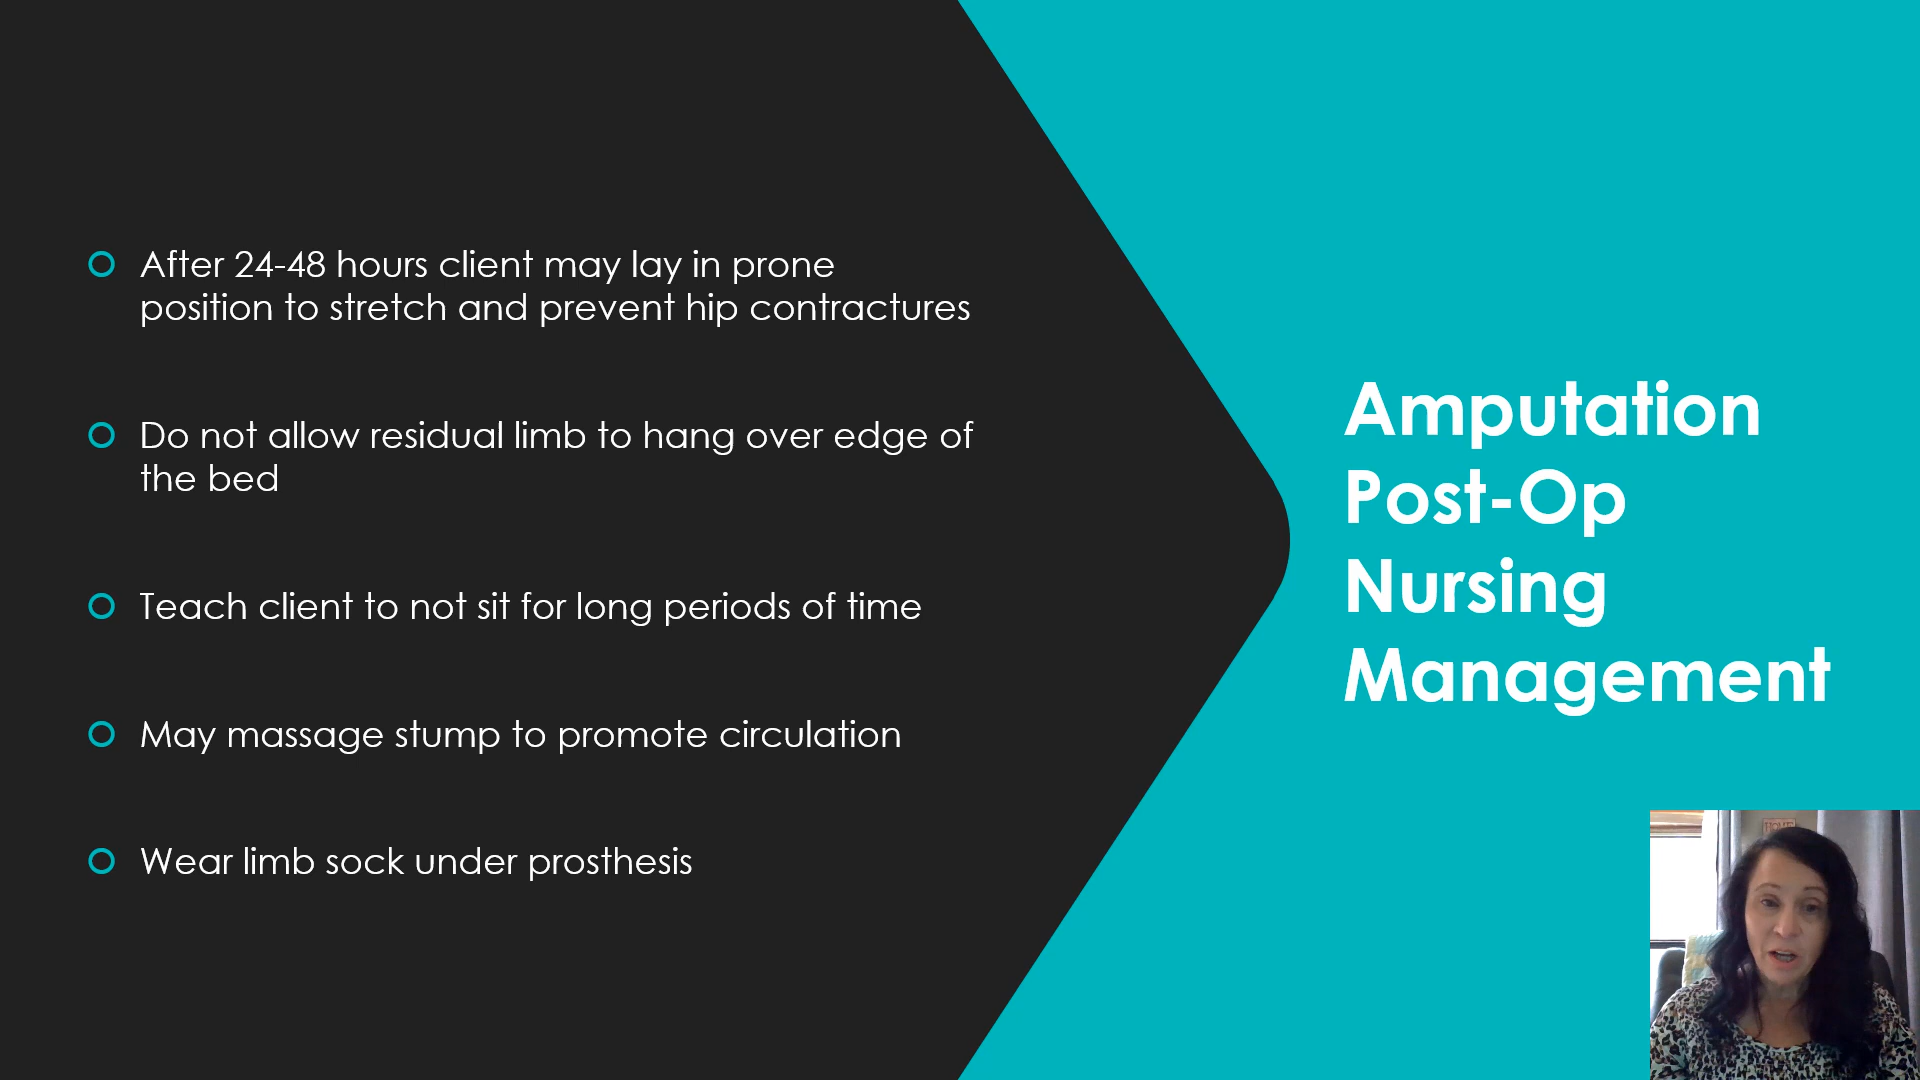 After 24-48 hours client may lay in prone
position to stretch and prevent hip contractures
Do not allow residual limb to hang over edge of
the bed
Teach client to not sit for long periods of time
May massage stump to promote circulation
Wear limb sock under prosthesis
Amputation
Post-Op
Nursing
Management